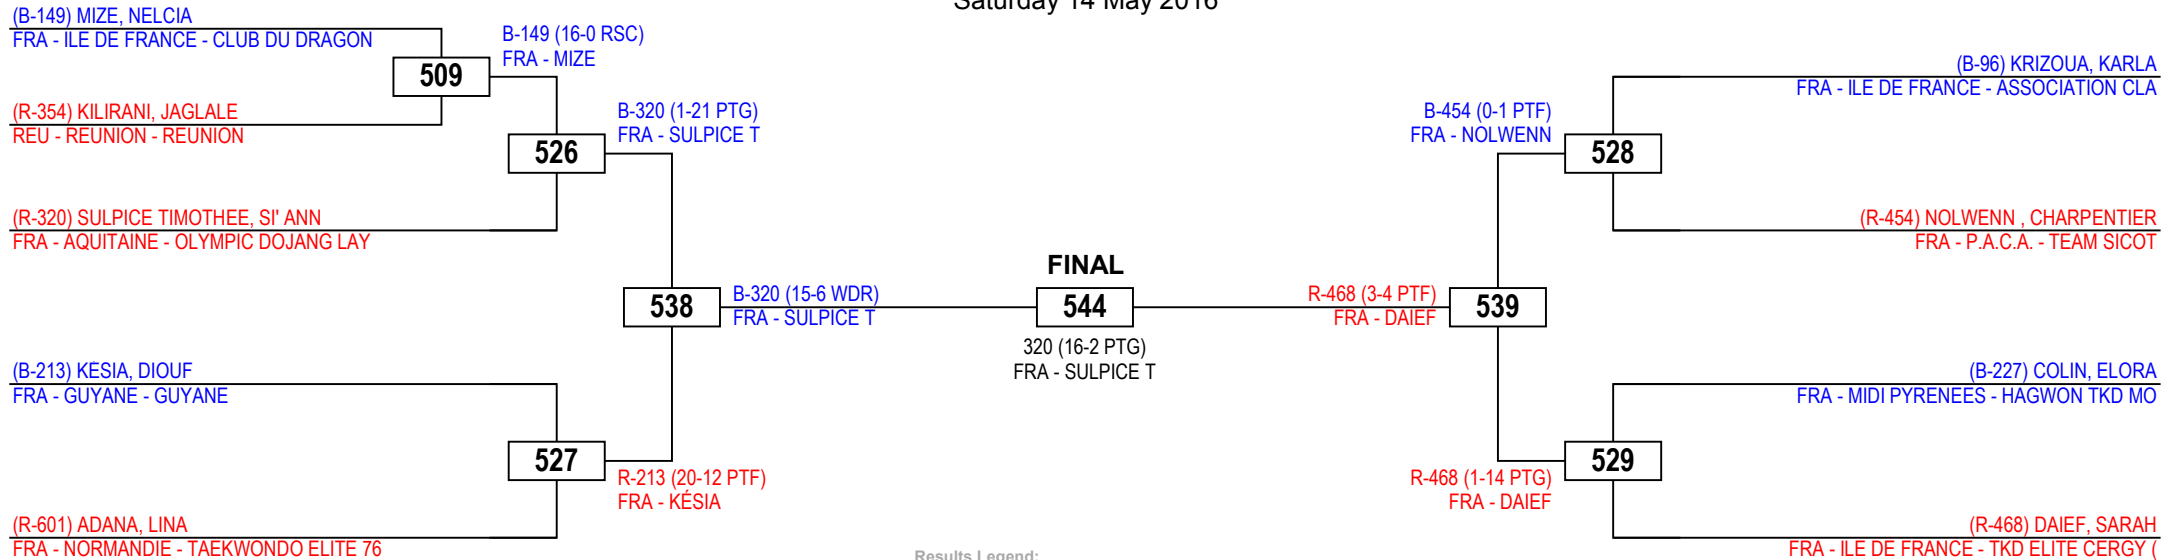 Saturday 14 May 2016
(B-149) MIZE, NELCIA
FRA - ILE DE FRANCE - CLUB DU DRAGON
509
B-149 (16-0 RSC)
FRA - MIZE
(R-354) KILIRANI, JAGLALE
REU - REUNION - REUNION
526
B-320 (1-21 PTG)
FRA - SULPICE T
(R-320) SULPICE TIMOTHEE, SI' ANN
FRA - AQUITAINE - OLYMPIC DOJANG LAY
538
B-320 (15-6 WDR)
FRA - SULPICE T
(B-213) KÉSIA, DIOUF
FRA - GUYANE - GUYANE
527
R-213 (20-12 PTF)
FRA - KÉSIA
(R-601) ADANA, LINA
FRA - NORMANDIE - TAEKWONDO ELITE 76
FINAL
544
320 (16-2 PTG)
FRA - SULPICE T
(B-96) KRIZOUA, KARLA
FRA - ILE DE FRANCE - ASSOCIATION CLA
B-454 (0-1 PTF)
FRA - NOLWENN
528
(R-454) NOLWENN , CHARPENTIER
FRA - P.A.C.A. - TEAM SICOT
R-468 (3-4 PTF)
FRA - DAIEF
539
(B-227) COLIN, ELORA
FRA - MIDI PYRENEES - HAGWON TKD MO
R-468 (1-14 PTG)
FRA - DAIEF
529
(R-468) DAIEF, SARAH
FRA - ILE DE FRANCE - TKD ELITE CERGY (
Results Legend: